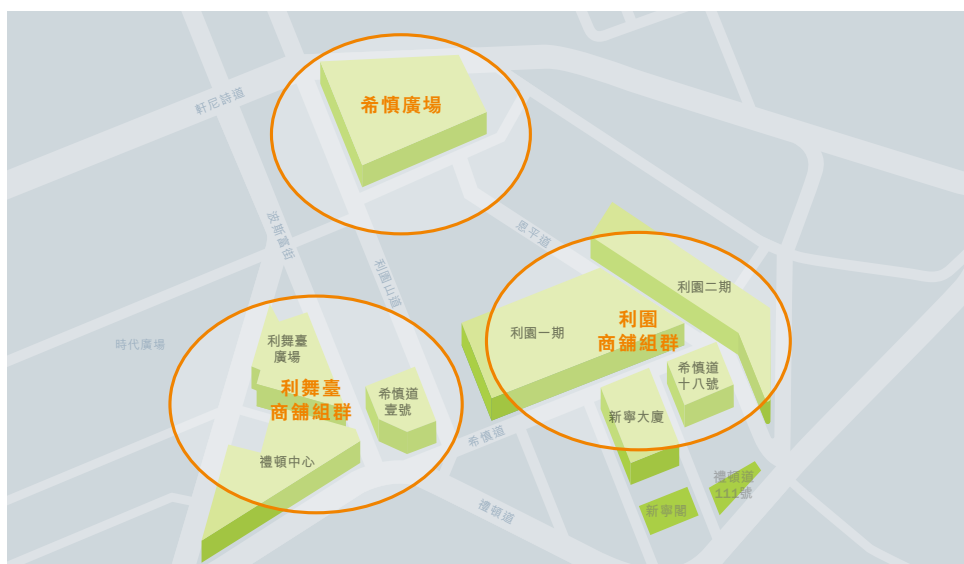 軒尼詩道
希慎廣場
波斯富街
恩平道
利園山道
利園二期
利園一期
利園
商舖組群
時代廣場
利舞臺
廣場
希慎道
十八號
利舞臺
商舖組群
希慎道
壹號
新寧大廈
希慎道
禮頓中心
禮頓道
111號
新寧閣
禮頓道